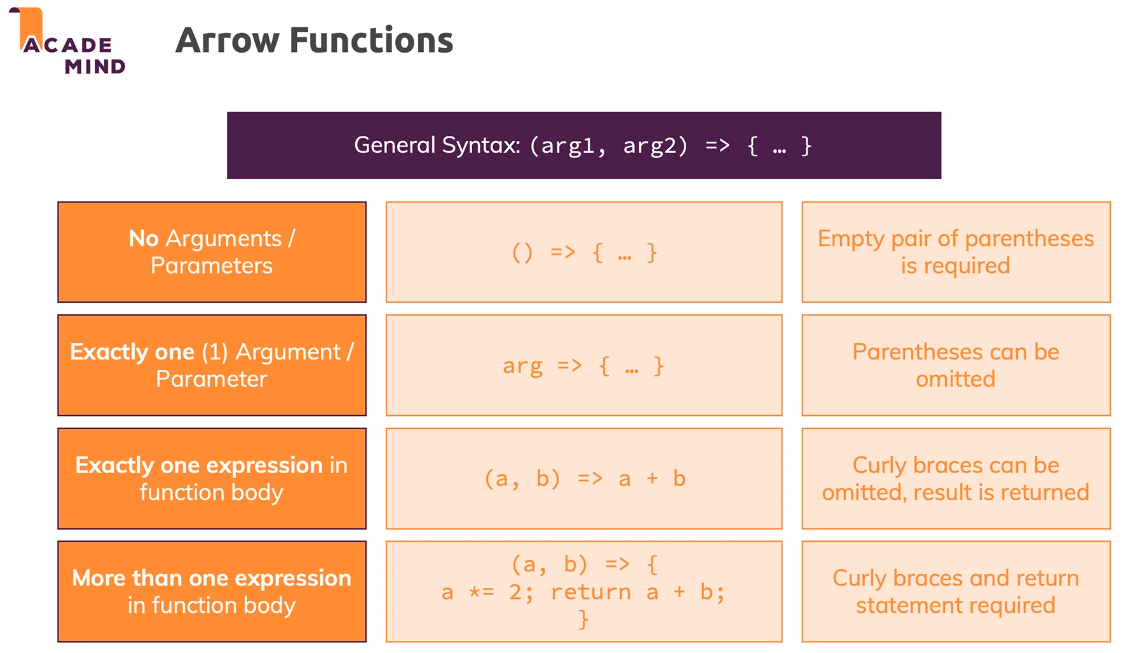 ACADE
MIND
Arrow Functions
General Syntax: (arg1, arg2) => { … }
No Arguments /
Parameters
() => { … }
Empty pair of parentheses
is required
Exactly one (1) Argument /
Parameter
arg => { … }
Parentheses can be
omitted
Exactly one expression in
function body
(a, b) => a + b
Curly braces can be
omitted, result is returned
More than one expression
in function body
(a, b) => {
a *= 2; return a + b;
}
Curly braces and return
statement required